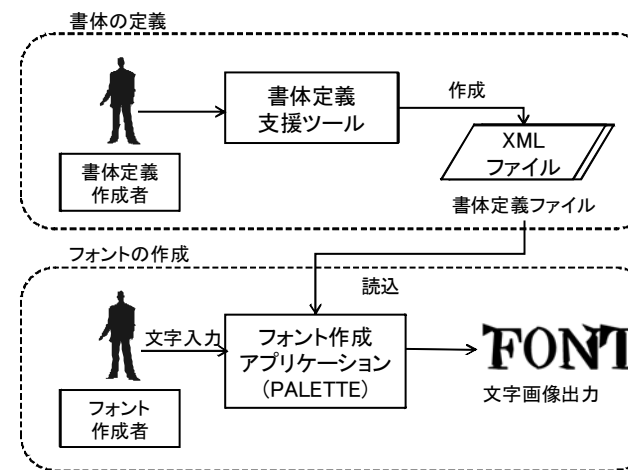 書体の定義
書体定義
支援ツール
作成
XML
ファイル
書体定義
作成者
書体定義ファイル
フォントの作成
読込
文字入力
フォント作成
アプリケーション
(PALETTE)
FONT
文字画像出力
フォント
作成者